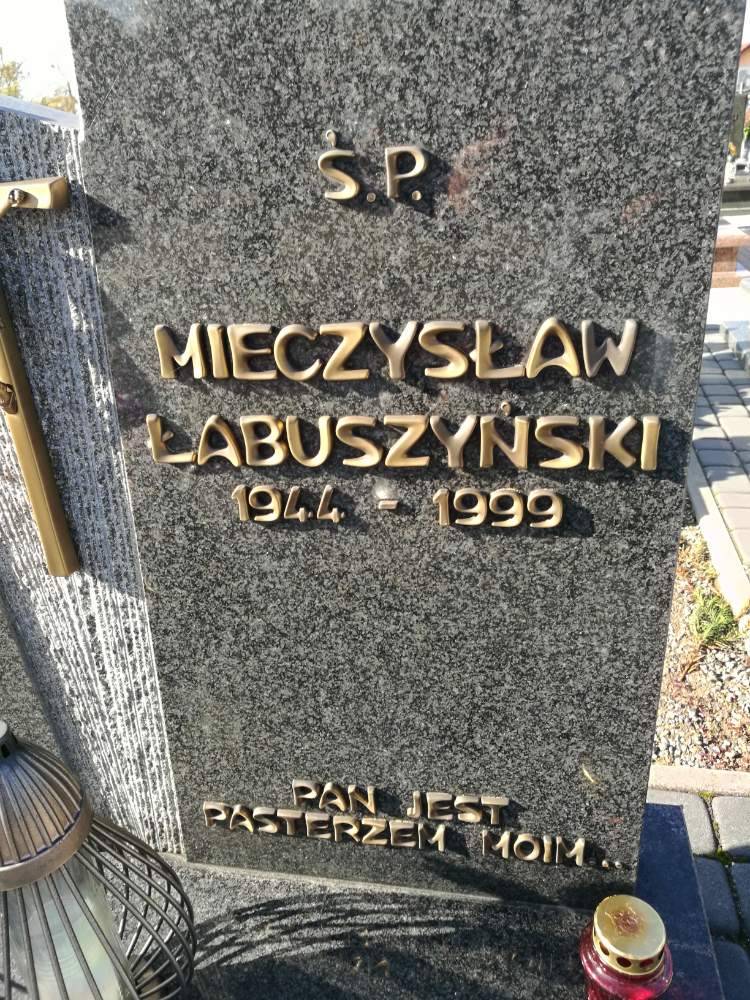 Ś.P.
MIECZYSŁAW
ŁABUSZYŃSKI
1944 - 1999
PAN JEST
PASTERZEM MOIM...